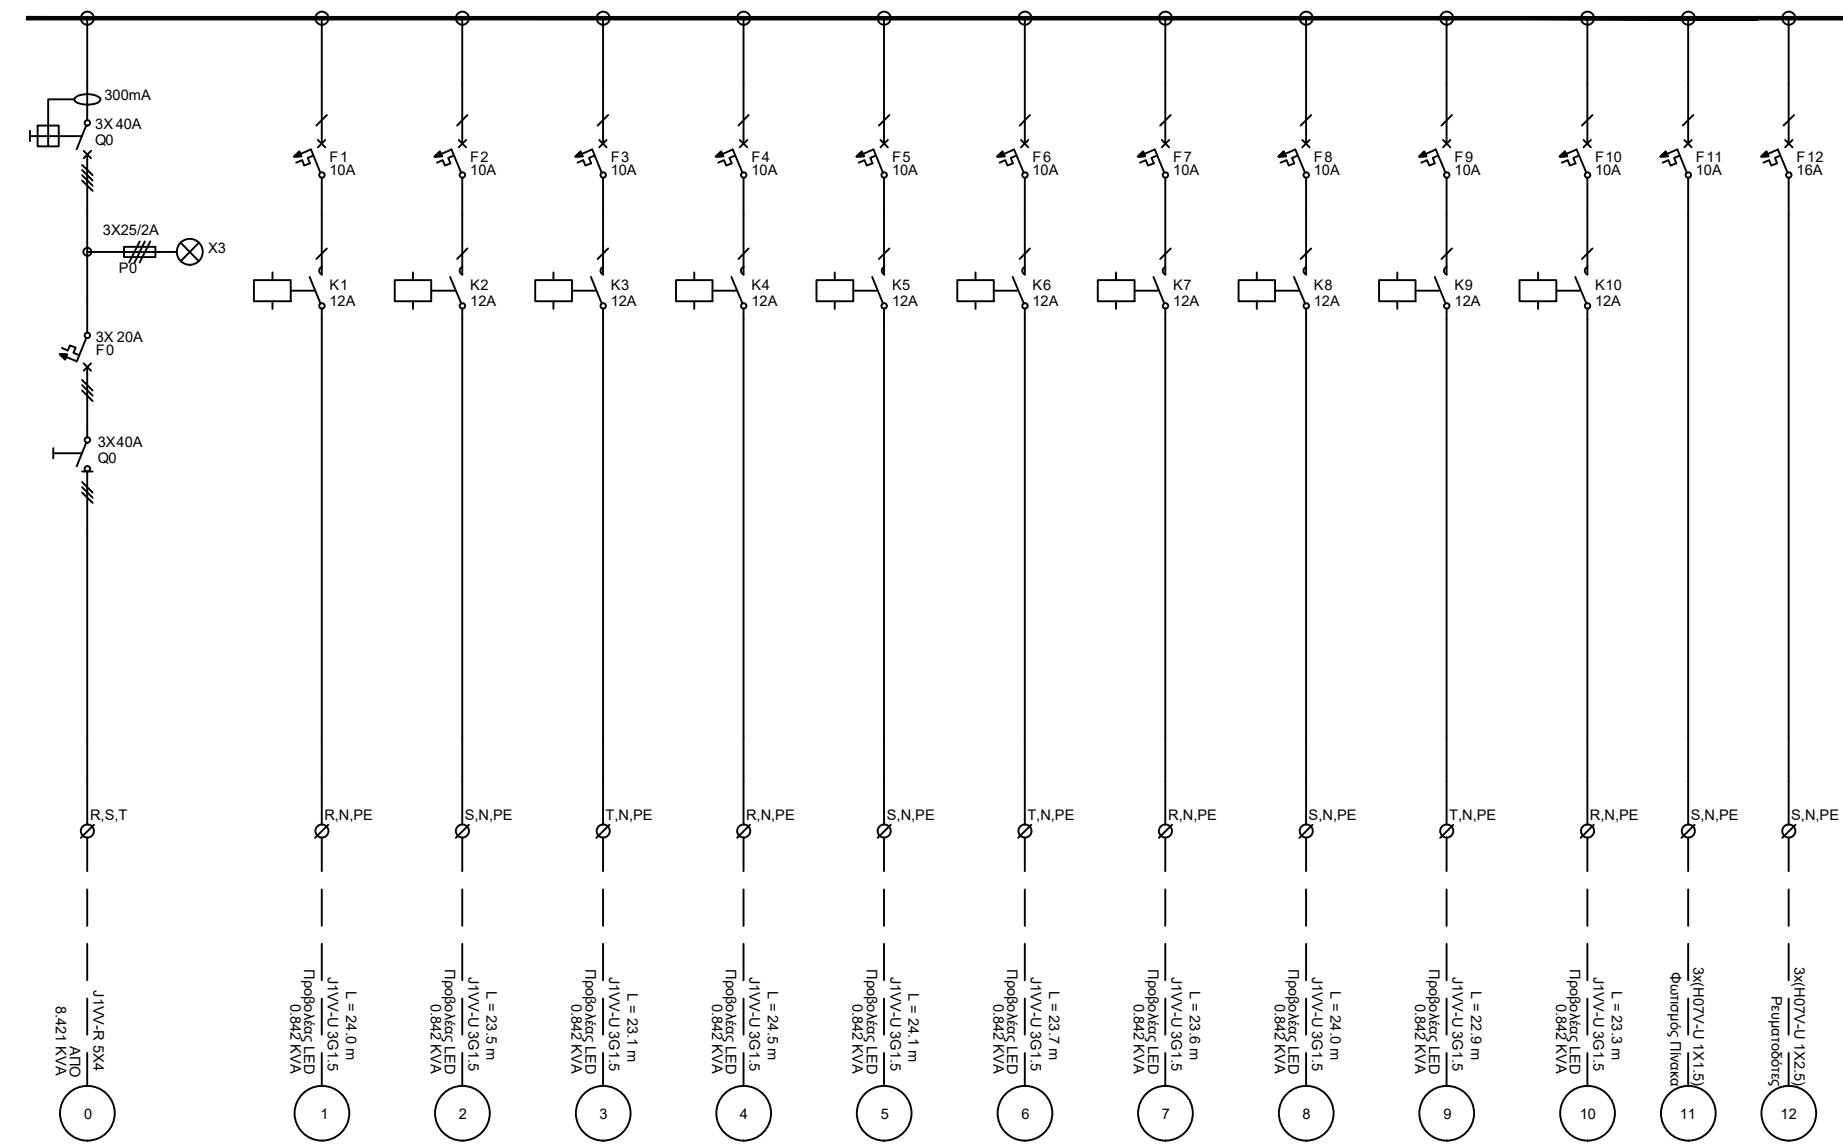 300mA
3X40A
Q0
3X25/2A
P0
X3
3X20A
F0
3X40A
Q0
R,S,T
J1VV-R 5X4
ΑΠΟ
8.421 KVA
0
F1
10A
K1
12A
R,N,PE
L = 24.0 m
J1VV-U 3G1.5
Προβολέας LED
0.842 KVA
1
F2
10A
K2
12A
S,N,PE
L = 23.5 m
J1VV-U 3G1.5
Προβολέας LED
0.842 KVA
2
F3
10A
K3
12A
T,N,PE
L = 23.1 m
J1VV-U 3G1.5
Προβολέας LED
0.842 KVA
3
F4
10A
K4
12A
R,N,PE
L = 24.5 m
J1VV-U 3G1.5
Προβολέας LED
0.842 KVA
4
F5
10A
K5
12A
S,N,PE
L = 24.1 m
J1VV-U 3G1.5
Προβολέας LED
0.842 KVA
5
F6
10A
K6
12A
T,N,PE
L = 23.7 m
J1VV-U 3G1.5
Προβολέας LED
0.842 KVA
6
F7
10A
K7
12A
R,N,PE
L = 23.6 m
J1VV-U 3G1.5
Προβολέας LED
0.842 KVA
7
F8
10A
K8
12A
S,N,PE
L = 24.0 m
J1VV-U 3G1.5
Προβολέας LED
0.842 KVA
8
F9
10A
K9
12A
T,N,PE
L = 22.9 m
J1VV-U 3G1.5
Προβολέας LED
0.842 KVA
9
F10
10A
K10
12A
R,N,PE
L = 23.3 m
J1VV-U 3G1.5
Προβολέας LED
0.842 KVA
10
F11
10A
S,N,PE
3x(H07V-U 1X1.5)
Φωτισμός Πίνακα
11
F12
16A
S,N,PE
3x(H07V-U 1X2.5)
Ρευματοδότες
12